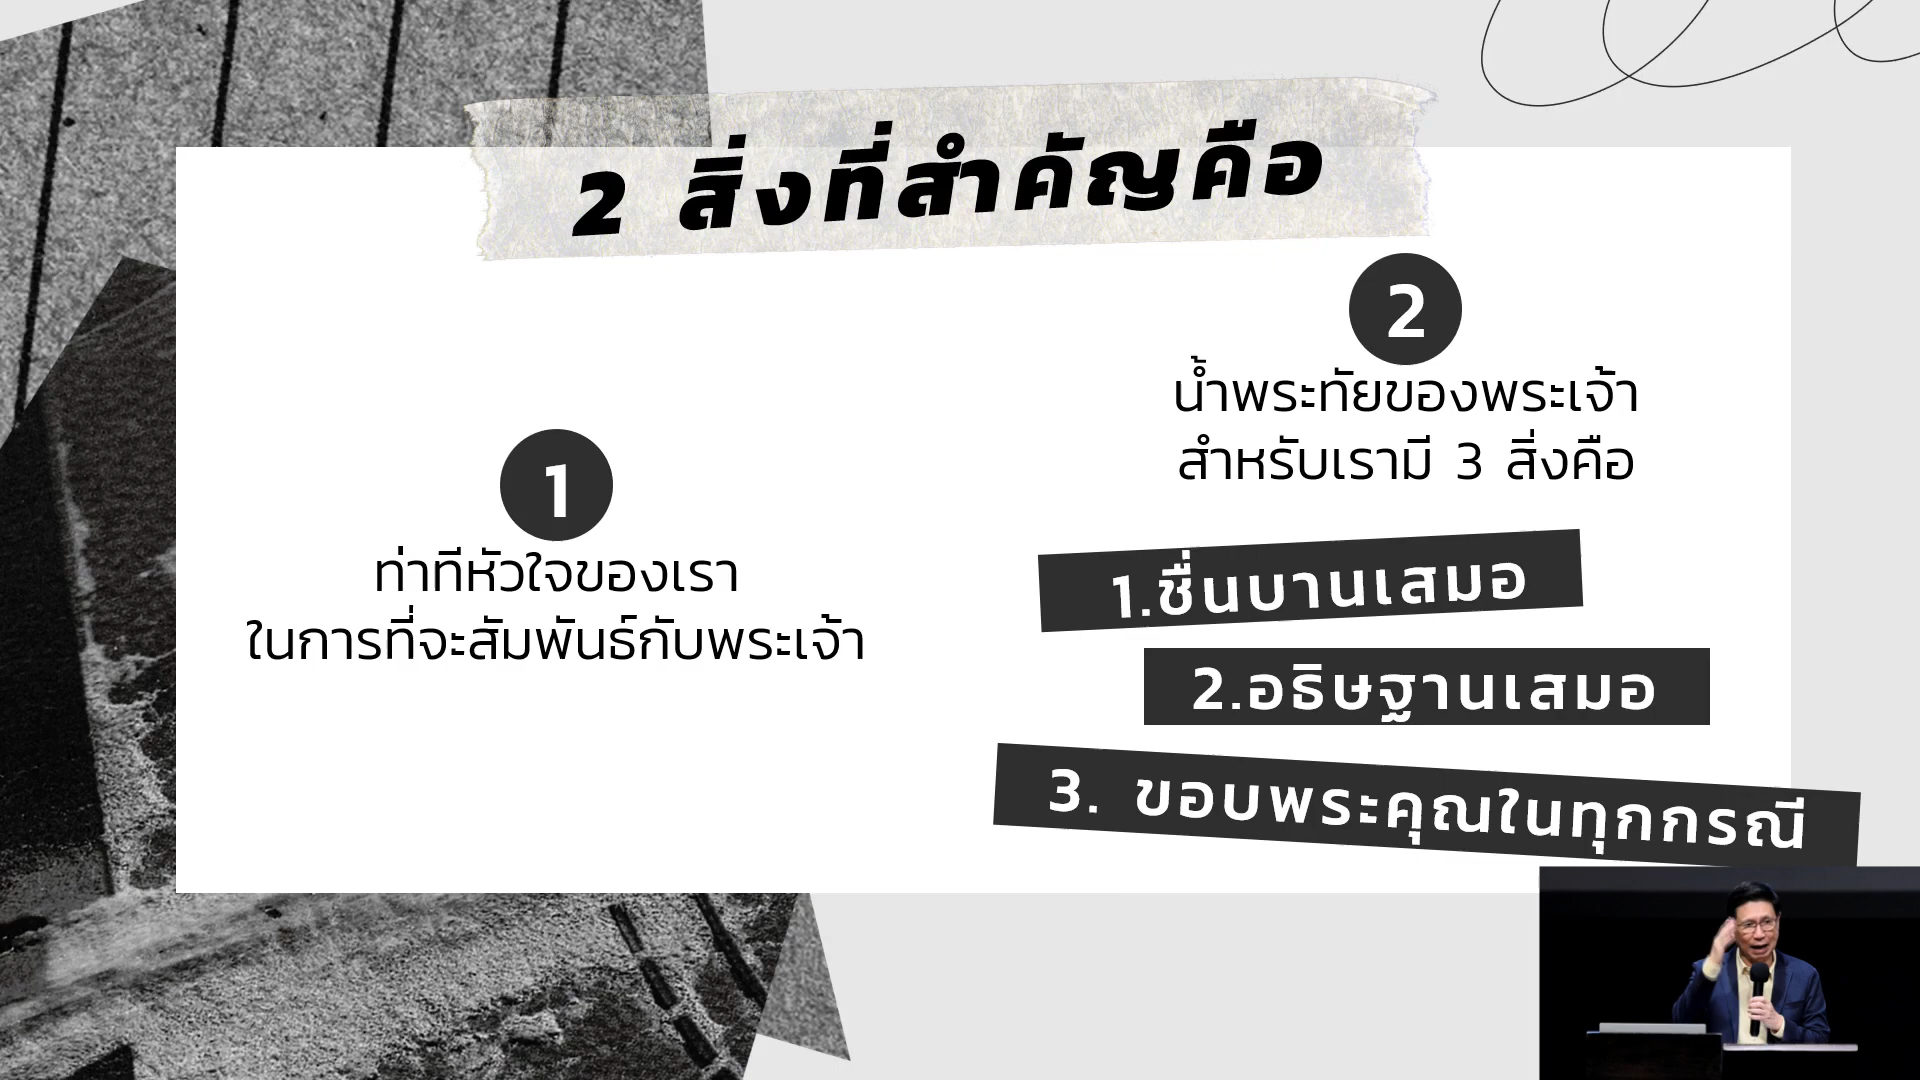 2 สิ่งที่สำคัญคือ
1
ท่าทีหัวใจของเรา
ในการที่จะสัมพันธ์กับพระเจ้า
2
น้ำพระทัยของพระเจ้า
สำหรับเรามี 3 สิ่งคือ
1.ชื่นบานเสมอ
2.อธิษฐานเสมอ
3. ขอบพระคุณในทุกกรณี